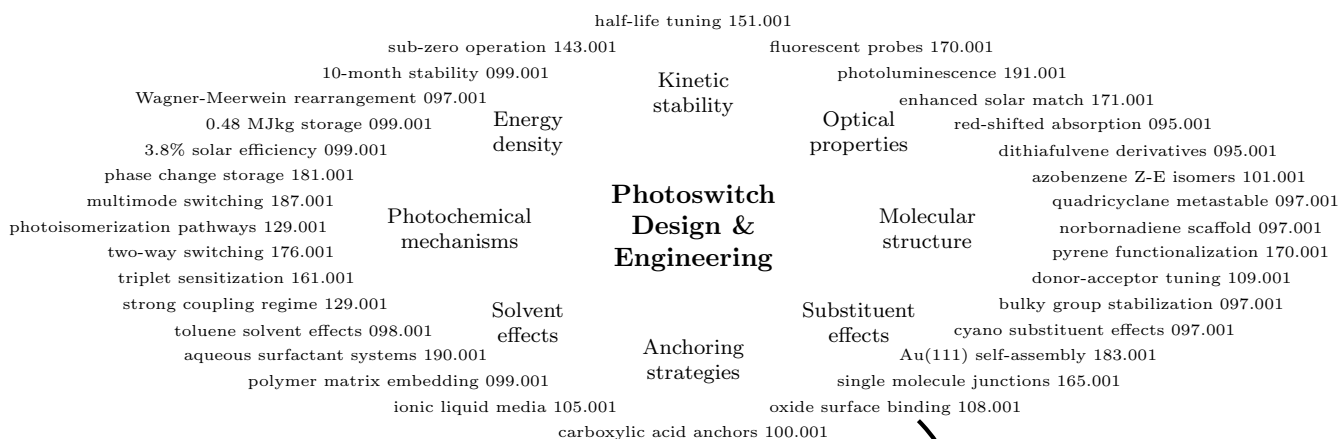 half-life tuning 151.001
sub-zero operation 143.001
fluorescent probes 170.001
10-month stability 099.001
Kinetic
stability
photoluminescence 191.001
Wagner-Meerwein rearrangement 097.001
enhanced solar match 171.001
0.48 MJkg storage 099.001
Energy
density
Optical
properties
red-shifted absorption 095.001
3.8% solar efficiency 099.001
dithiafulvene derivatives 095.001
phase change storage 181.001
azobenzene Z-E isomers 101.001
multimode switching 187.001
quadricyclane metastable 097.001
photoisomerization pathways 129.001
Photochemical
mechanisms
Photoswitch
Design &
Engineering
Molecular
structure
norbornadiene scaffold 097.001
two-way switching 176.001
pyrene functionalization 170.001
triplet sensitization 161.001
donor-acceptor tuning 109.001
strong coupling regime 129.001
Solvent
effects
Substituent
effects
bulky group stabilization 097.001
toluene solvent effects 098.001
cyano substituent effects 097.001
aqueous surfactant systems 190.001
Anchoring
strategies
Au(111) self-assembly 183.001
polymer matrix embedding 099.001
single molecule junctions 165.001
ionic liquid media 105.001
oxide surface binding 108.001
carboxylic acid anchors 100.001